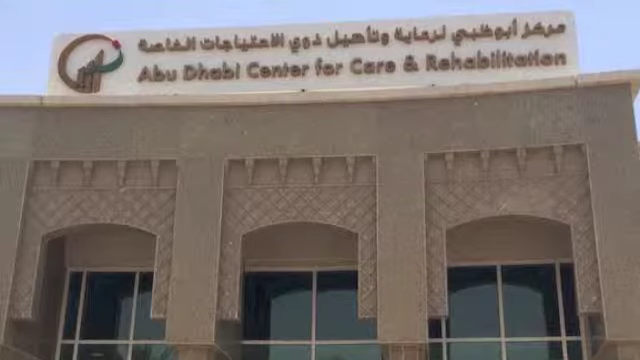 مركز أبوظبي لرعاية وتأهيل ذوي الاحتياجات الخاصة
Abu Dhabi Center for Care & Rehabilitation